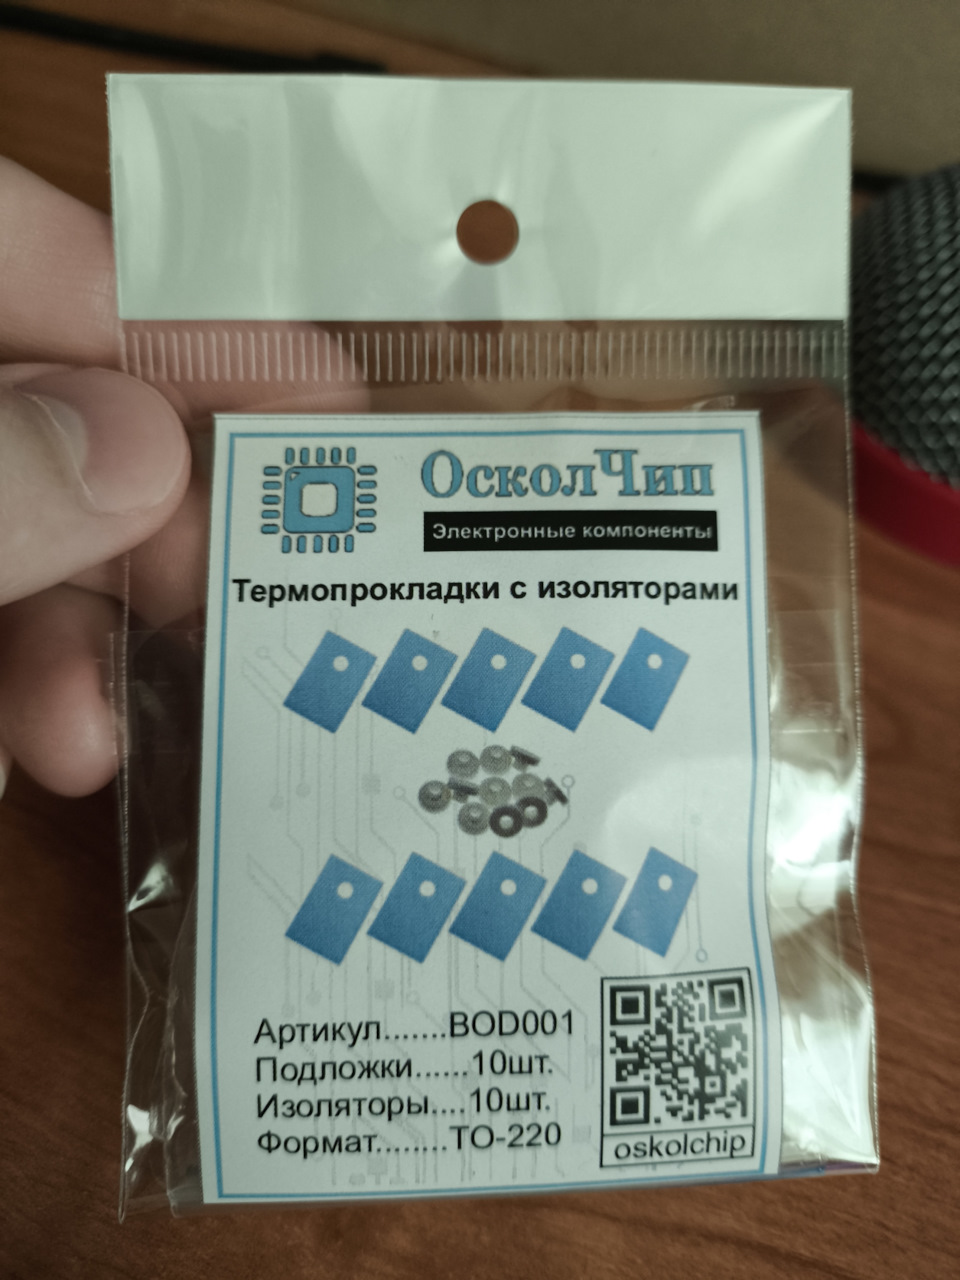 ОсколЧип
Электронные компоненты
Термопрокладки с изоляторами
Артикул.......BOD001
Подложки......10шт.
Изоляторы....10шт.
Формат........TO-220
oskolchip